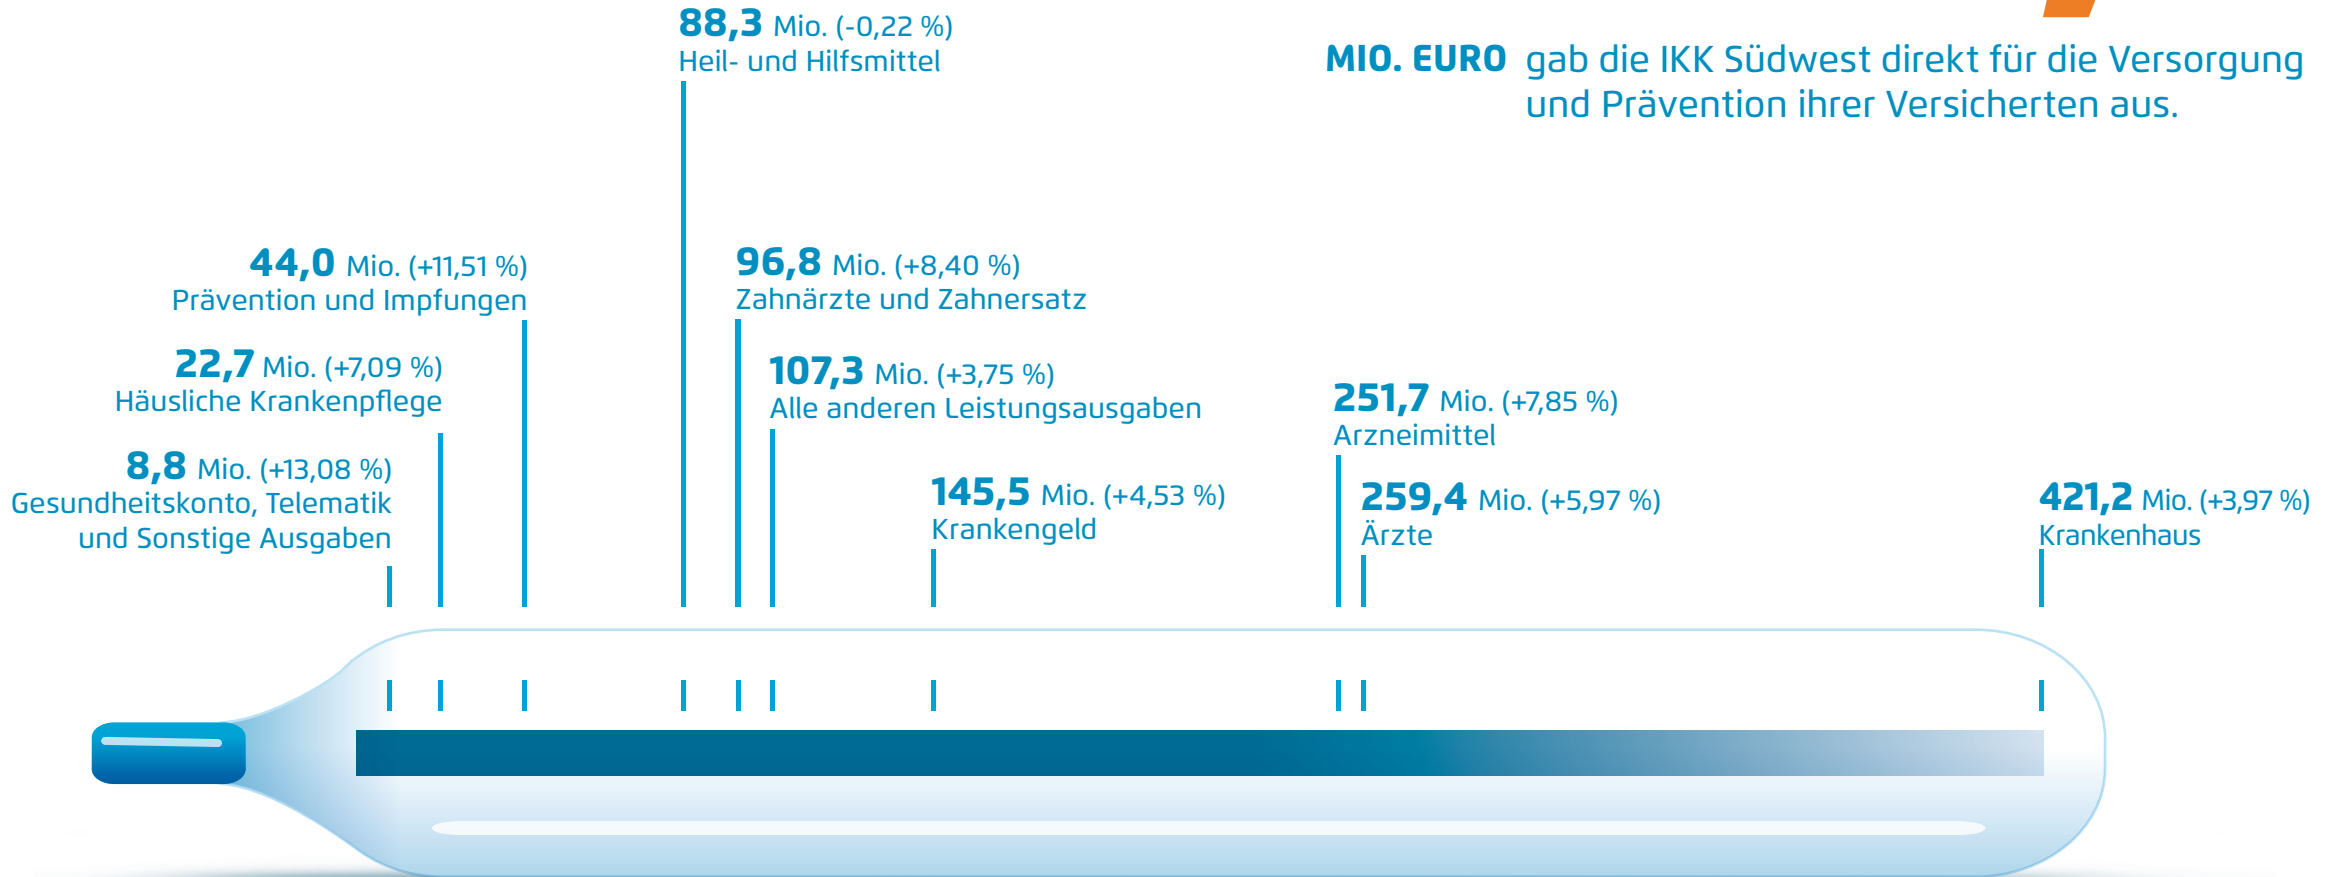 88,3 Mio. (-0,22 %)
Heil- und Hilfsmittel
MIO. EURO gab die IKK Südwest direkt für die Versorgung
und Prävention ihrer Versicherten aus.
44,0 Mio. (+11,51 %)
Prävention und Impfungen
96,8 Mio. (+8,40 %)
Zahnärzte und Zahnersatz
22,7 Mio. (+7,09 %)
Häusliche Krankenpflege
107,3 Mio. (+3,75 %)
Alle anderen Leistungsausgaben
251,7 Mio. (+7,85 %)
Arzneimittel
8,8 Mio. (+13,08 %)
Gesundheitskonto, Telematik
und Sonstige Ausgaben
145,5 Mio. (+4,53 %)
Krankengeld
259,4 Mio. (+5,97 %)
Ärzte
421,2 Mio. (+3,97 %)
Krankenhaus